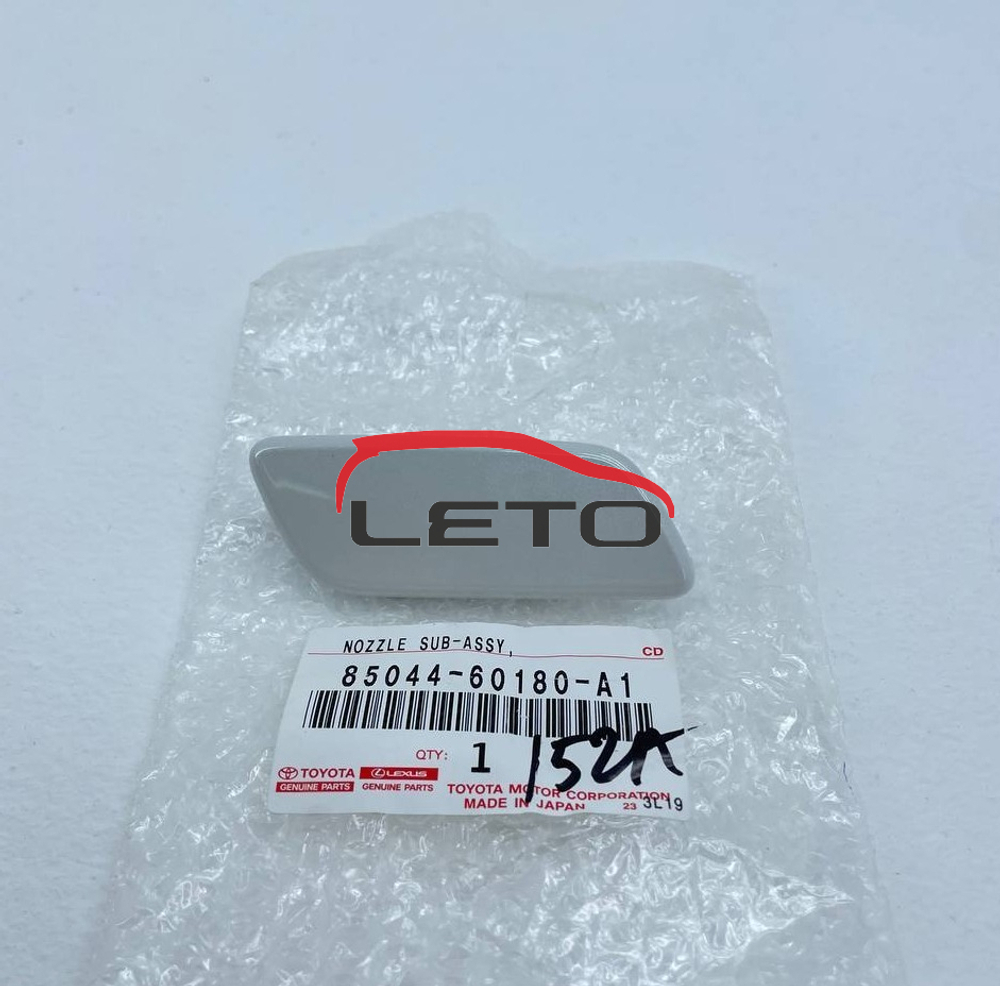 LETO
NOZZLE SUB-ASSY,
CD
85044-60180-A1
QTY: 1
152A
TOYOTA LEXUS
GENUINE PARTS GENUINE PARTS
TOYOTA MOTOR CORPORATION
MADE IN JAPAN 23 3L19